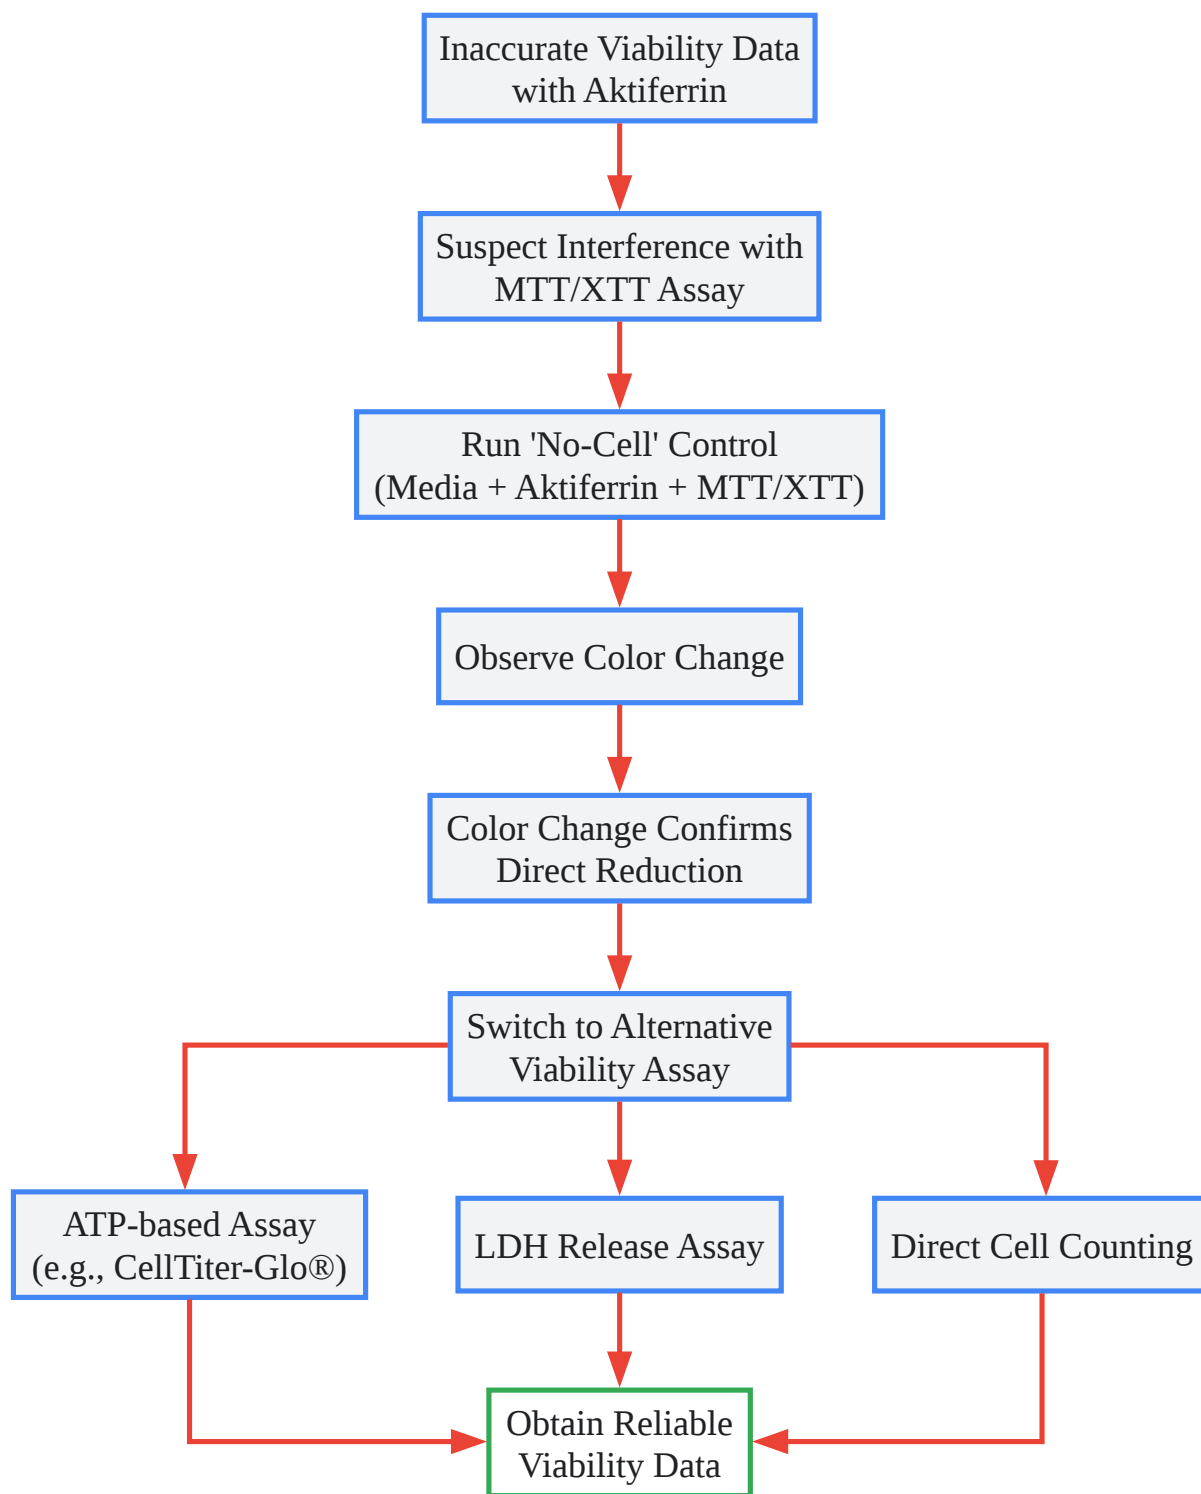 Inaccurate Viability Data
with Aktiferrin
Suspect Interference with
MTT/XTT Assay
Run 'No-Cell' Control
(Media + Aktiferrin + MTT/XTT)
Observe Color Change
Color Change Confirms
Direct Reduction
Switch to Alternative
Viability Assay
ATP-based Assay
(e.g., CellTiter-Glo®)
LDH Release Assay
Direct Cell Counting
Obtain Reliable
Viability Data